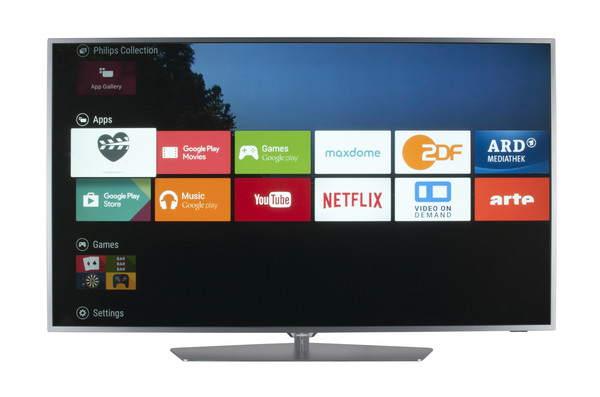 Philips Collection
App Gallery
Apps
Google Play
Movies
Games
Google play
maxdome
ZDF
ARD
MEDIATHEK
Google Play
Store
Music
Google play
YouTube
NETFLIX
VIDEO ON
DEMAND
arte
Games
Settings